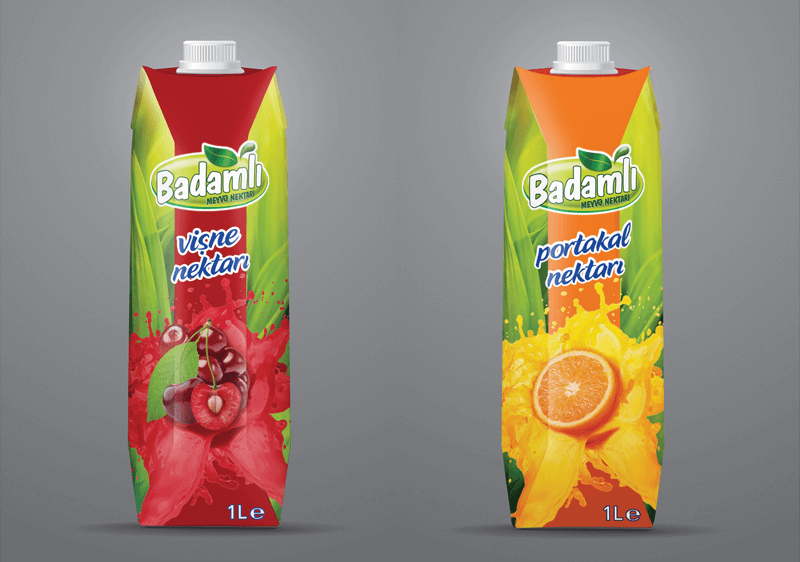 Badamlı
MEYVƏ NEKTARI
vişne
nektarı
1L℮
Badamlı
MEYVƏ NEKTARI
portakal
nektarı
1L℮